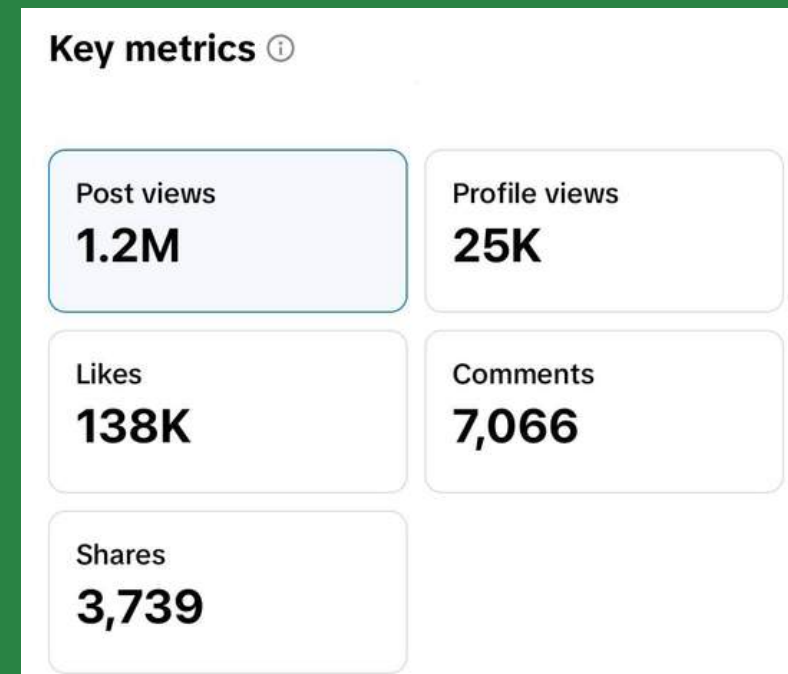 Key metrics
Post views
1.2M
Profile views
25K
Likes
138K
Comments
7,066
Shares
3,739